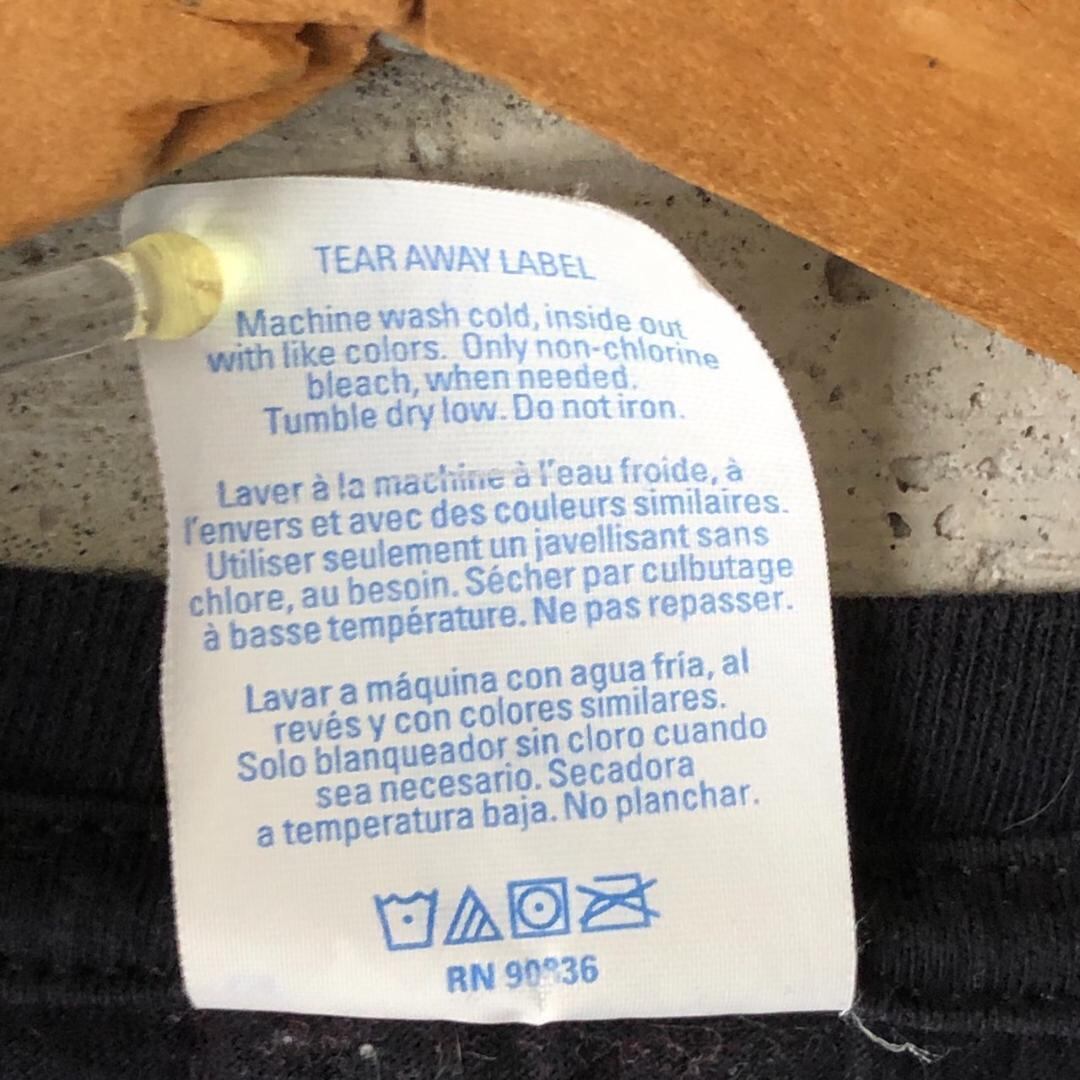 TEAR AWAY LABEL
Machine wash cold, inside out
with like colors. Only non-chlorine
bleach, when needed.
Tumble dry low. Do not iron.
Laver à la machine à l'eau froide, à
l'envers et avec des couleurs similaires.
Utiliser seulement un javellisant sans
chlore, au besoin. Sécher par culbutage
à basse température. Ne pas repasser.
Lavar a máquina con agua fría, al
revés y con colores similares.
Solo blanqueador sin cloro cuando
sea necesario. Secadora
a temperatura baja. No planchar.
RN